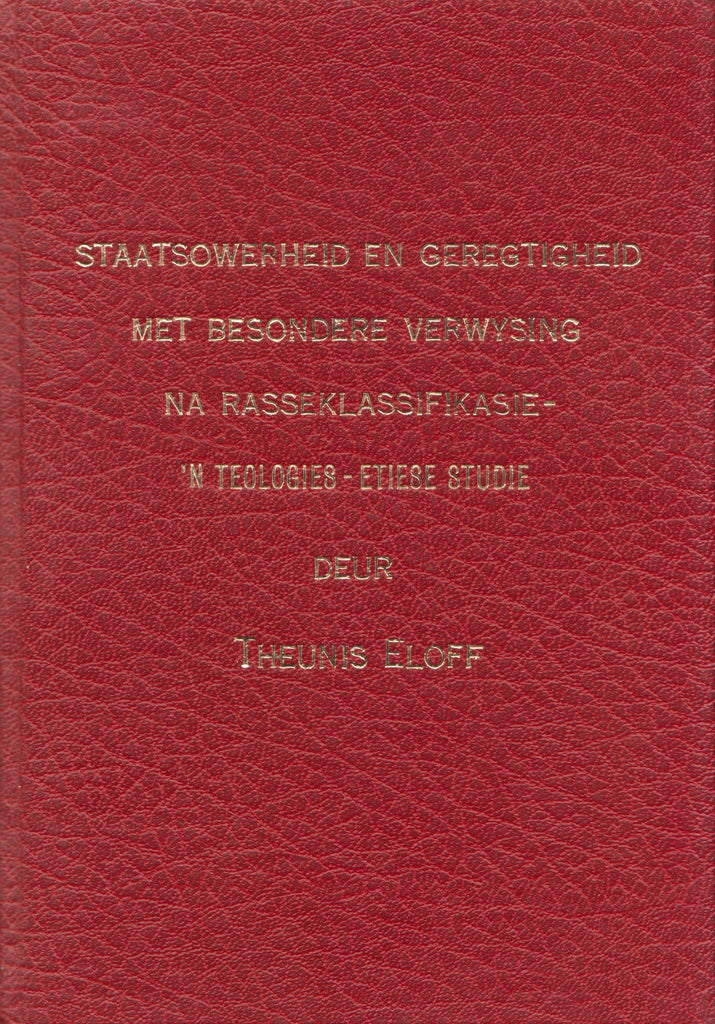 STAATSOWERHEID EN GEREGTIGHEID
MET BESONDERE VERWYSING
NA RASSEKLASSIFIKASIE-
'N TEOLOGIES - ETIESE STUDIE
DEUR
THEUNIS ELOFF